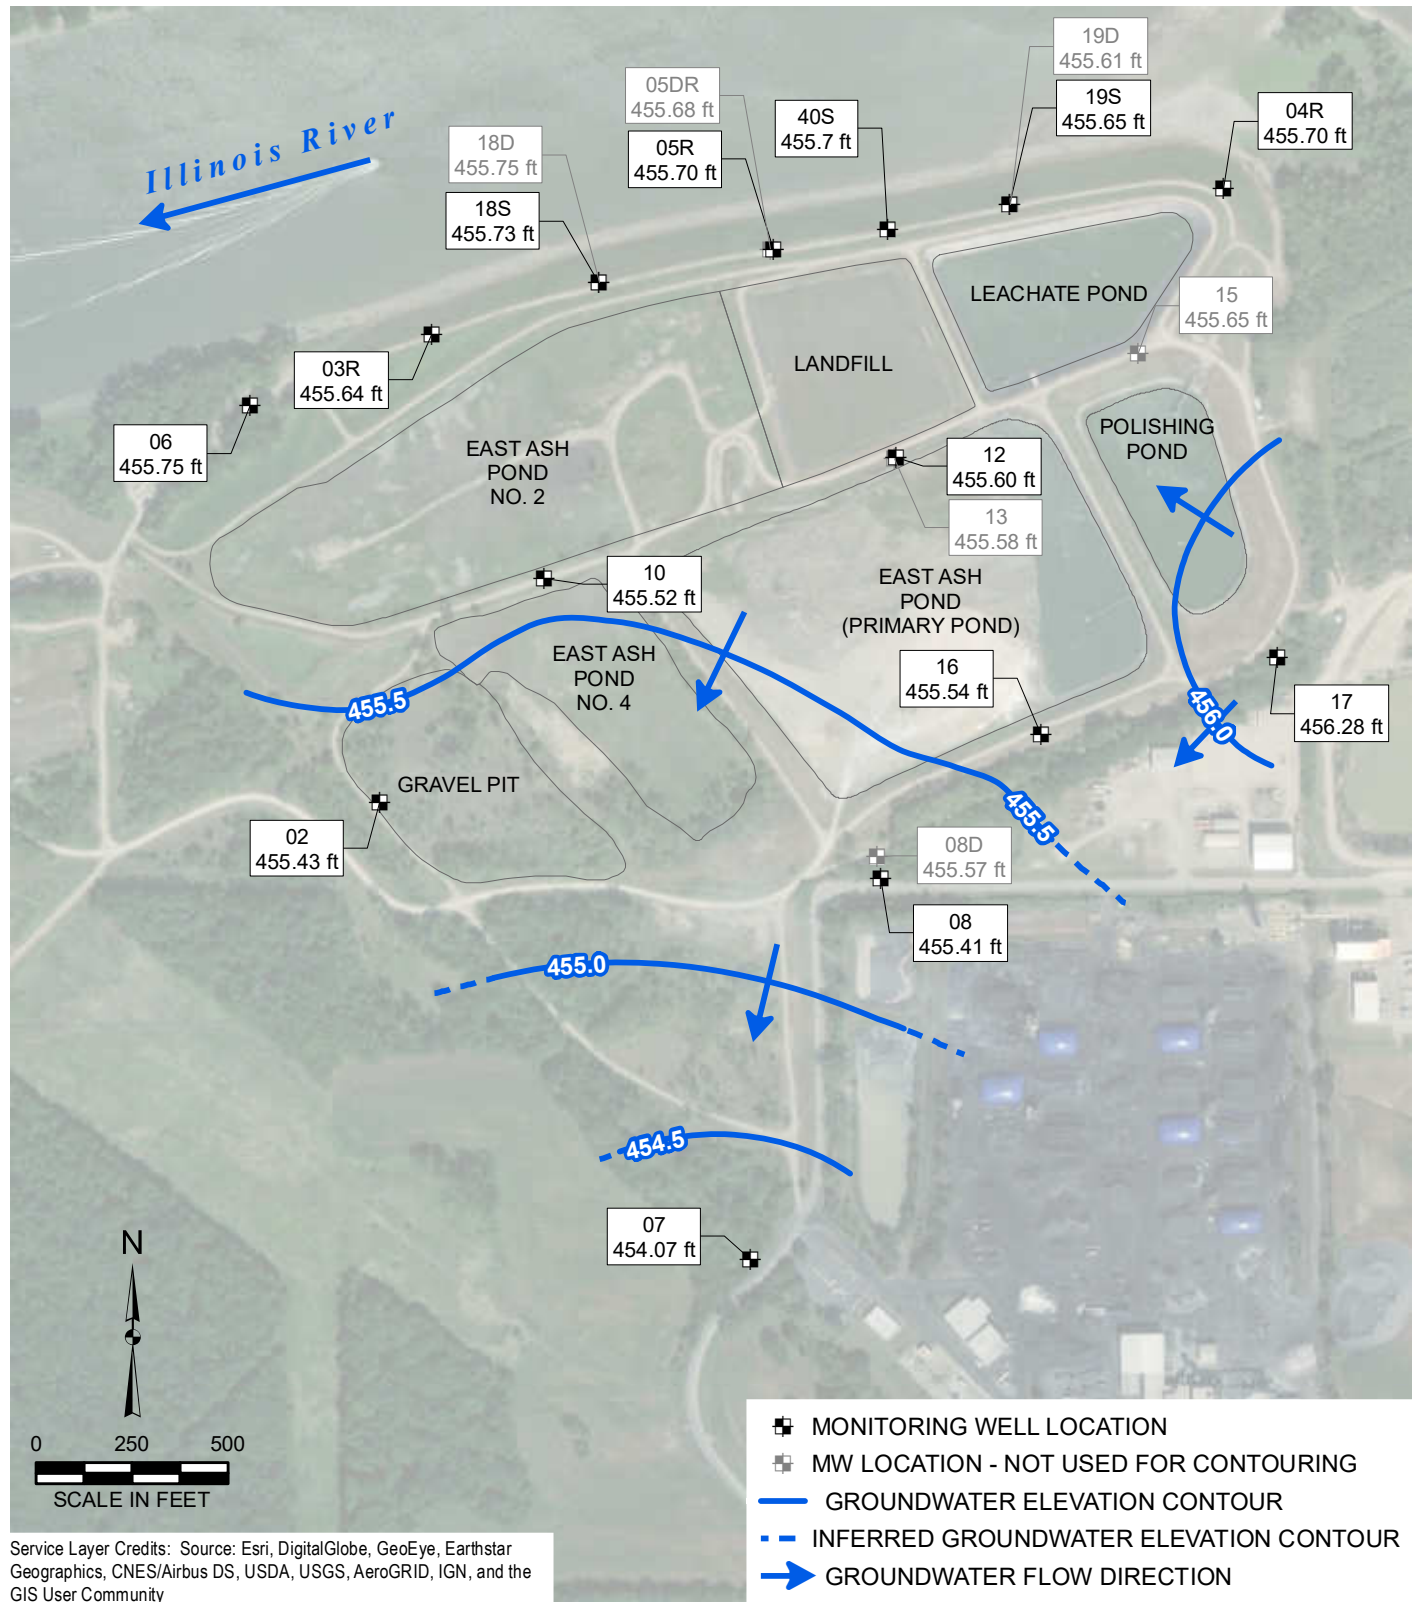 19D
455.61 ft
05DR
455.68 ft
40S
455.7 ft
19S
455.65 ft
04R
455.70 ft
Illinois River
18D
455.75 ft
05R
455.70 ft
18S
455.73 ft
LEACHATE POND
15
455.65 ft
03R
455.64 ft
LANDFILL
06
455.75 ft
EAST ASH
POND
NO. 2
POLISHING
POND
12
455.60 ft
13
455.58 ft
10
455.52 ft
EAST ASH
POND
(PRIMARY POND)
EAST ASH
POND
NO. 4
16
455.54 ft
17
456.28 ft
455.5
456.0
GRAVEL PIT
455.5
02
455.43 ft
08D
455.57 ft
08
455.41 ft
455.0
454.5
07
454.07 ft
N
0 250 500
SCALE IN FEET
MONITORING WELL LOCATION
MW LOCATION - NOT USED FOR CONTOURING
GROUNDWATER ELEVATION CONTOUR
INFERRED GROUNDWATER ELEVATION CONTOUR
GROUNDWATER FLOW DIRECTION
Service Layer Credits: Source: Esri, DigitalGlobe, GeoEye, Earthstar
Geographics, CNES/Airbus DS, USDA, USGS, AeroGRID, IGN, and the
GIS User Community